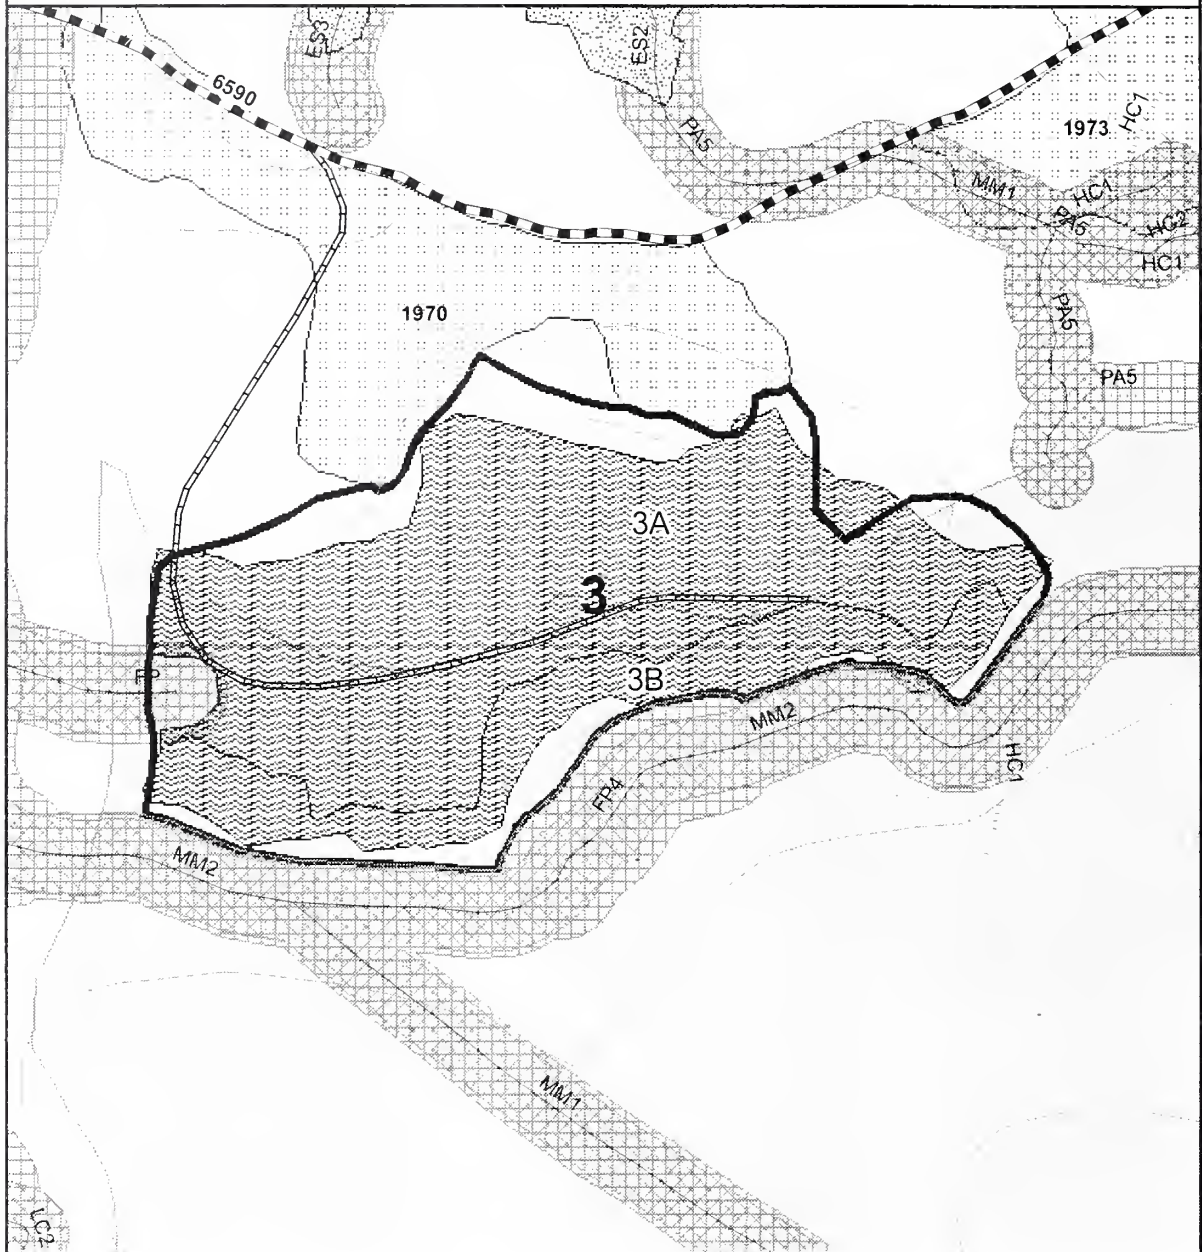 ES3
ES2
6590
PA5
1973
HC1
MM1
HC1
PA5
HC2
HC1
PA5
1970
PA5
3A
3
FP
3B
MM2
HC1
FP4
MM2
MM1
LC2